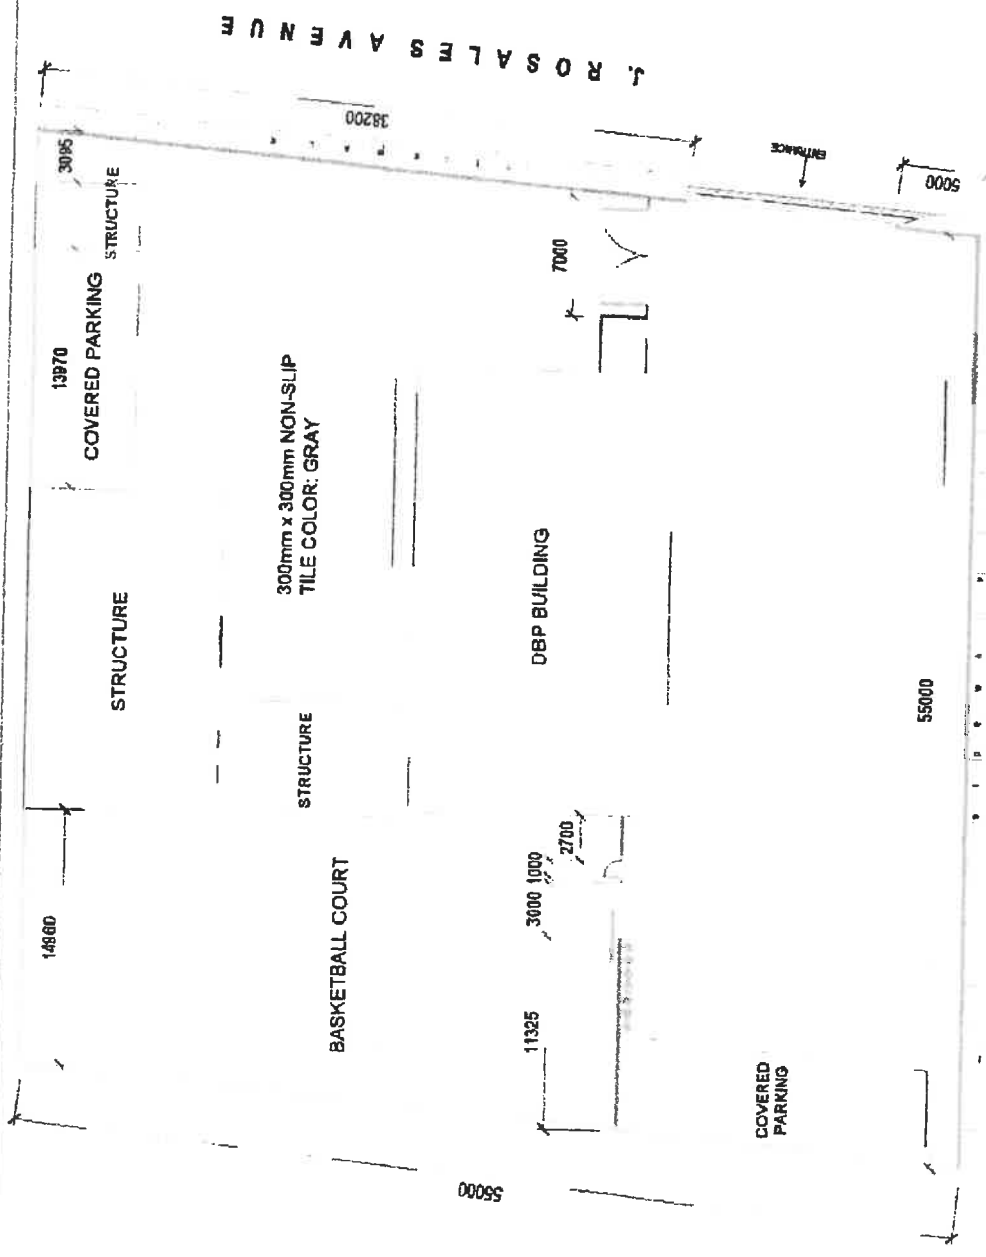 J. ROSALES AVENUE
38200
3095
STRUCTURE
ENTRANCE
5000
13970
COVERED PARKING
7000
300mm x 300mm NON-SLIP
TILE COLOR: GRAY
STRUCTURE
DBP BUILDING
STRUCTURE
55000
14960
BASKETBALL COURT
2700
3000 1000
11325
COVERED
PARKING
55000